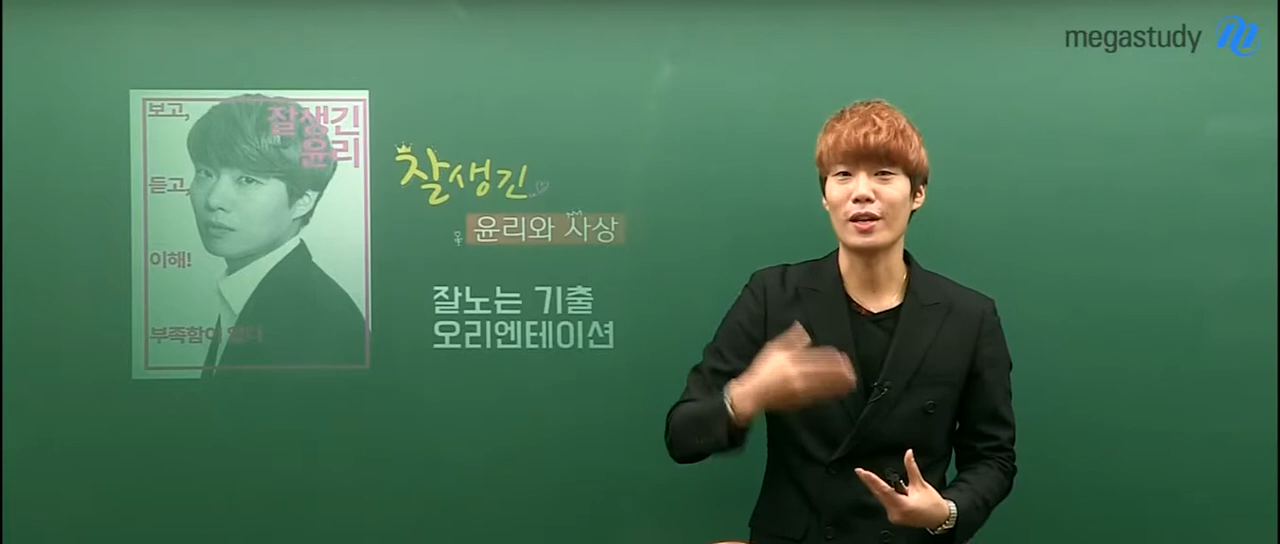 megastudy
보고,
잘생긴
윤리
듣고,
이해!
부족함이 없다
잘생긴
윤리와 사상
잘노는 기출
오리엔테이션